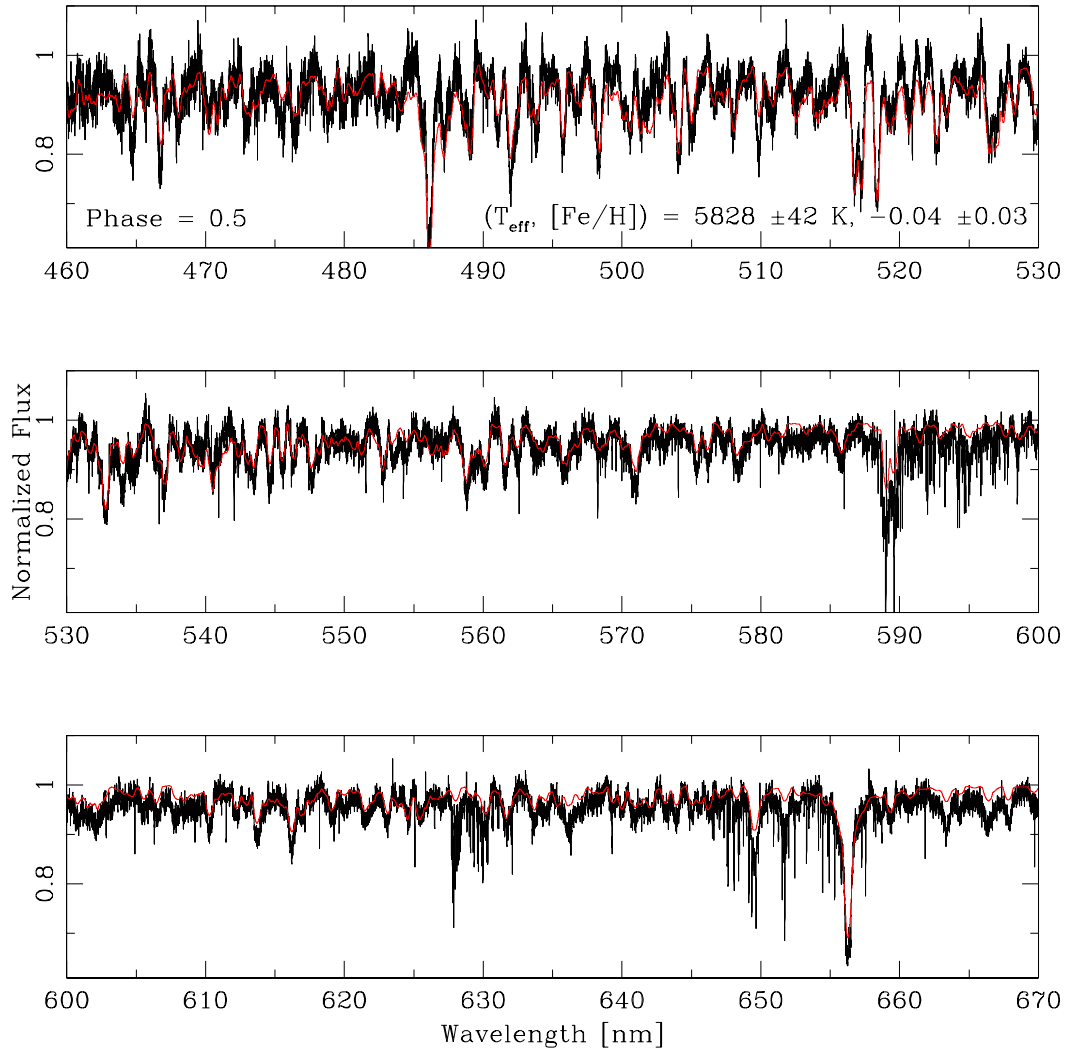 1
0.8
Phase = 0.5
(Teff, [Fe/H]) = 5828 ±42 K, −0.04 ±0.03
460 470 480 490 500 510 520 530
Normalized Flux
1
0.8
530 540 550 560 570 580 590 600
1
0.8
600 610 620 630 640 650 660 670
Wavelength [nm]